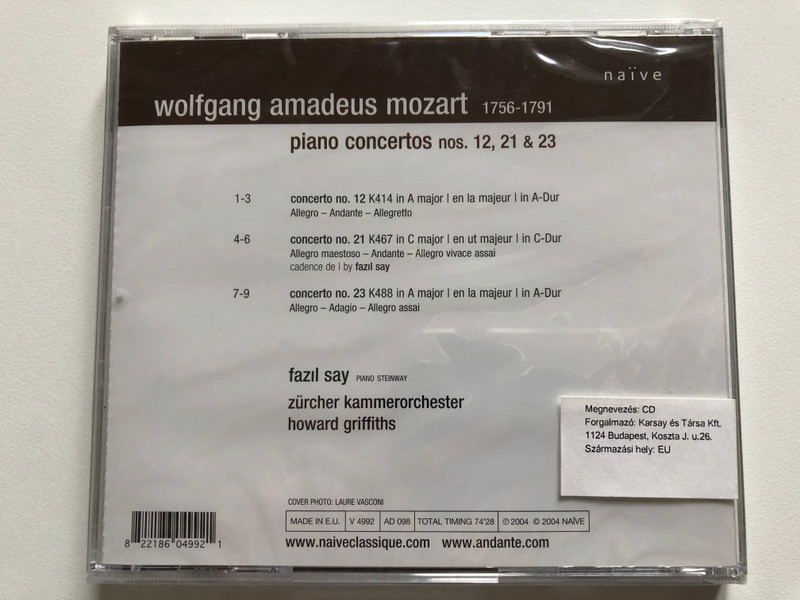 naïve
wolfgang amadeus mozart 1756-1791
piano concertos nos. 12, 21 & 23
1-3 concerto no. 12 K414 in A major | en la majeur | in A-Dur
Allegro – Andante – Allegretto
4-6 concerto no. 21 K467 in C major | en ut majeur | in C-Dur
Allegro maestoso – Andante – Allegro vivace assai
cadence de | by fazıl say
7-9 concerto no. 23 K488 in A major | en la majeur | in A-Dur
Allegro – Adagio – Allegro assai
fazıl say PIANO STEINWAY
zürcher kammerorchester
howard griffiths
Megnevezés: CD
Forgalmazó: Karsay és Társa Kft.
1124 Budapest, Koszta J. u.26.
Származási hely: EU
COVER PHOTO: LAURE VASCONI
MADE IN E.U. V 4992 AD 098 TOTAL TIMING 74'28 ℗ 2004 © 2004 NAÏVE
www.naiveclassique.com www.andante.com
8 22186 04992 1